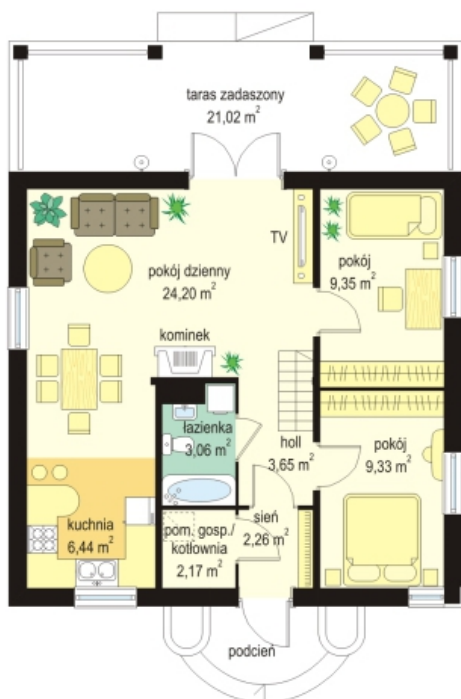 taras zadaszony
21,02 m²
TV
pokój
9,35 m²
pokój dzienny
24,20 m²
kominek
łazienka
3,06 m²
holl
3,65 m²
pokój
9,33 m²
kuchnia
6,44 m²
pom. gosp./
kotłownia
2,17 m²
sień
2,26 m²
podcień